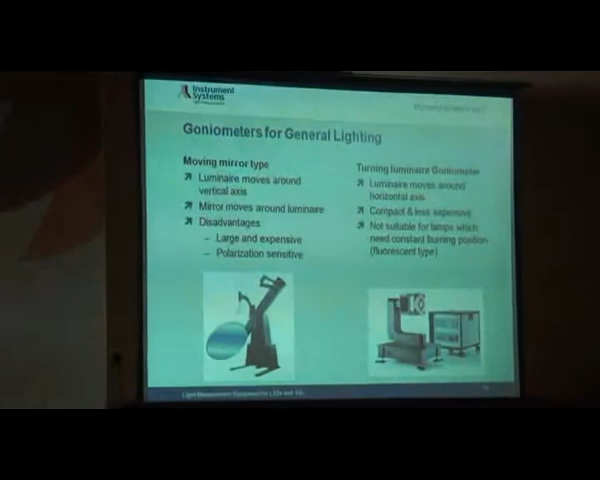 Instrument
Systems
Goniometers for General Lighting
Moving mirror type
Luminaire moves around
vertical axis
Mirror moves around luminaire
Disadvantages
– Large and expensive
– Polarization sensitive
Turning luminaire Goniometer
Luminaire moves around
horizontal axis
Compact & less expensive
Not suitable for lamps which
need constant burning position
(fluorescent type)
Light Measurement Equipment for LEDs and